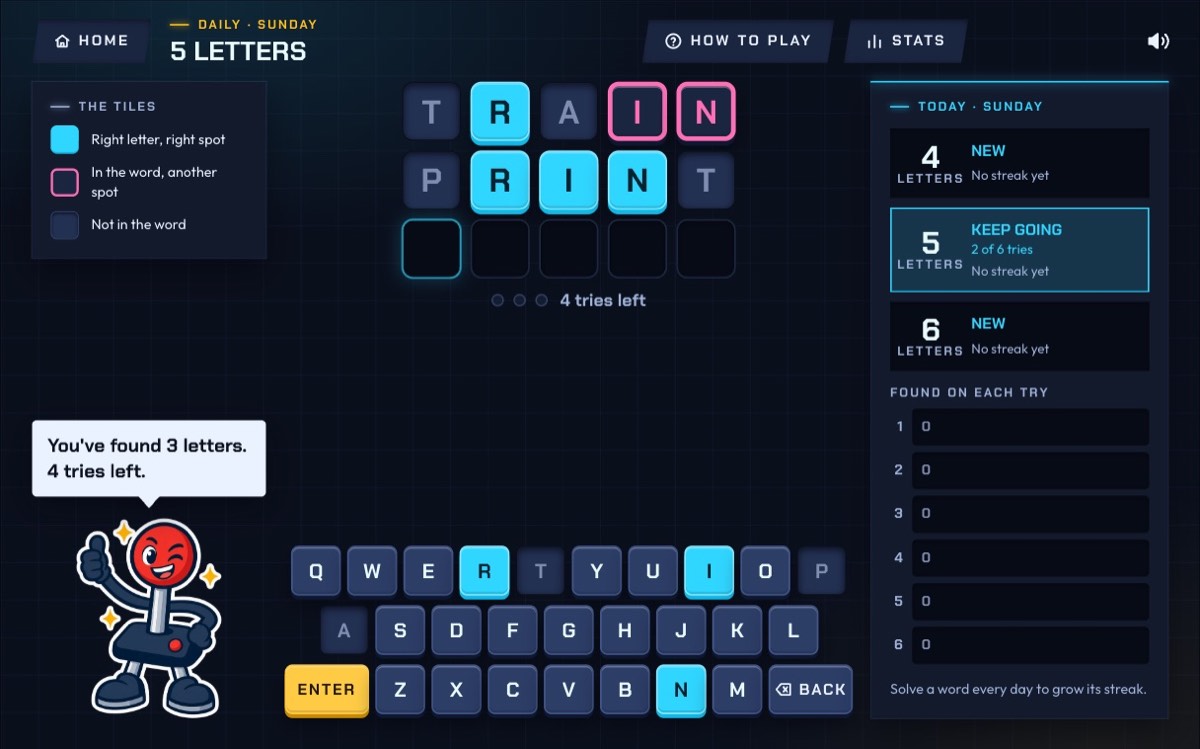 HOME
DAILY · SUNDAY
5 LETTERS
HOW TO PLAY
STATS
THE TILES
Right letter, right spot
In the word, another
spot
Not in the word
T R A I N
P R I N T
4 tries left
You've found 3 letters.
4 tries left.
Q W E R T Y U I O P
A S D F G H J K L
ENTER Z X C V B N M BACK
TODAY · SUNDAY
4
LETTERS
NEW
No streak yet
5
LETTERS
KEEP GOING
2 of 6 tries
No streak yet
6
LETTERS
NEW
No streak yet
FOUND ON EACH TRY
1 0
2 0
3 0
4 0
5 0
6 0
Solve a word every day to grow its streak.